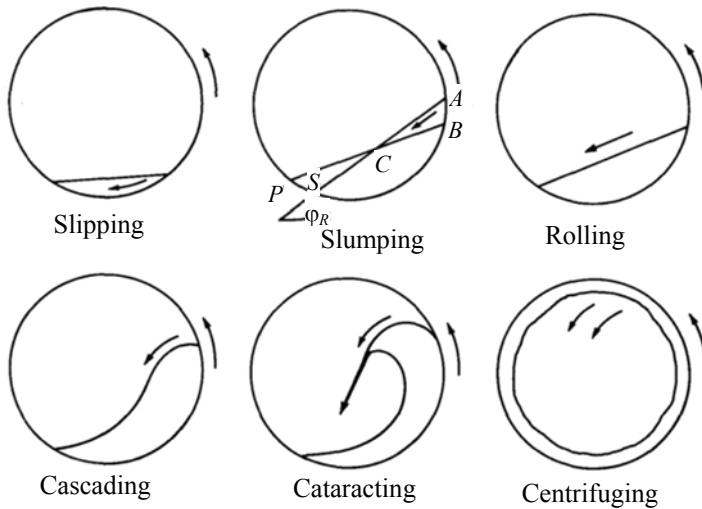 A
B
C
P
S
φR
Slipping
Slumping
Rolling
Cascading
Cataracting
Centrifuging